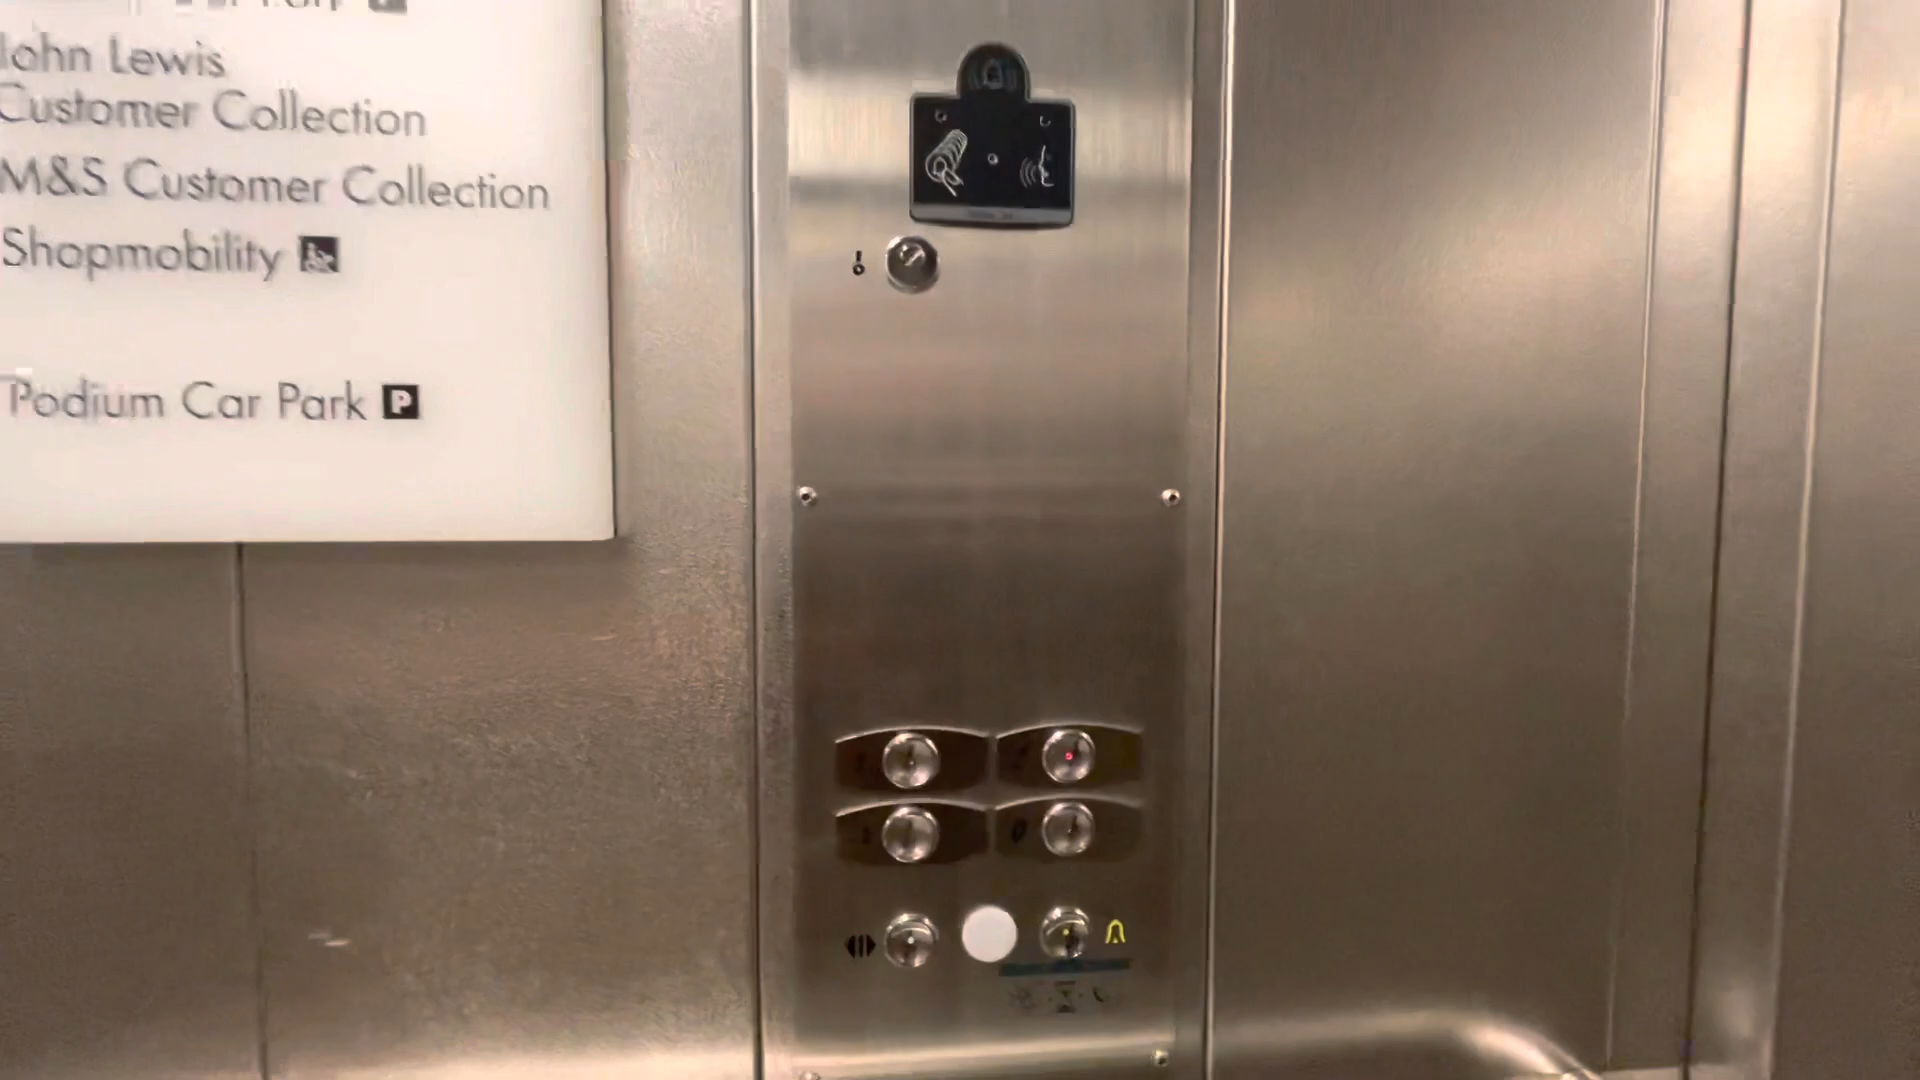 John Lewis
Customer Collection
M&S Customer Collection
Shopmobility
Podium Car Park P